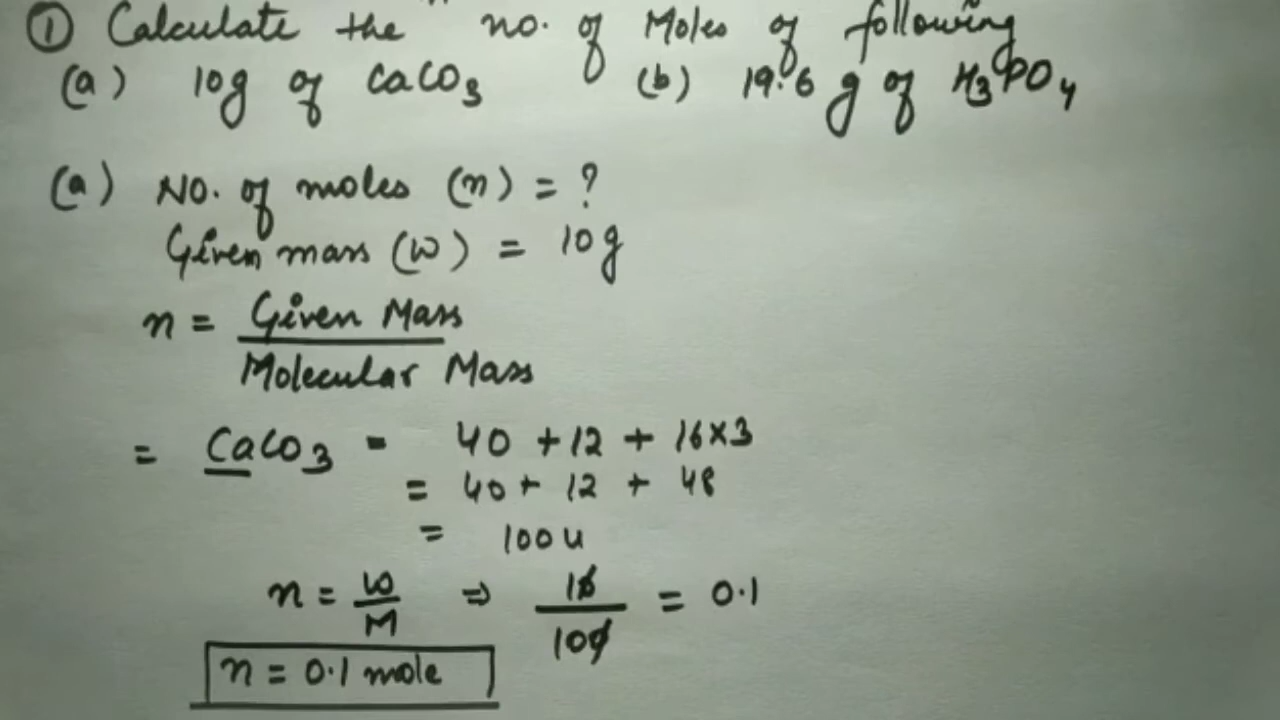 ① Calculate the no. of Moles of following
(a) 10g of CaCO₃ (b) 19.6 g of H₃PO₄
(a) No. of moles (n) = ?
Given mass (w) = 10g
n = Given Mass
Molecular Mass
= CaCO₃ - 40 + 12 + 16×3
= 40 + 12 + 48
= 100 u
n = w/M ⇒ 10/100 = 0.1
n = 0.1 mole